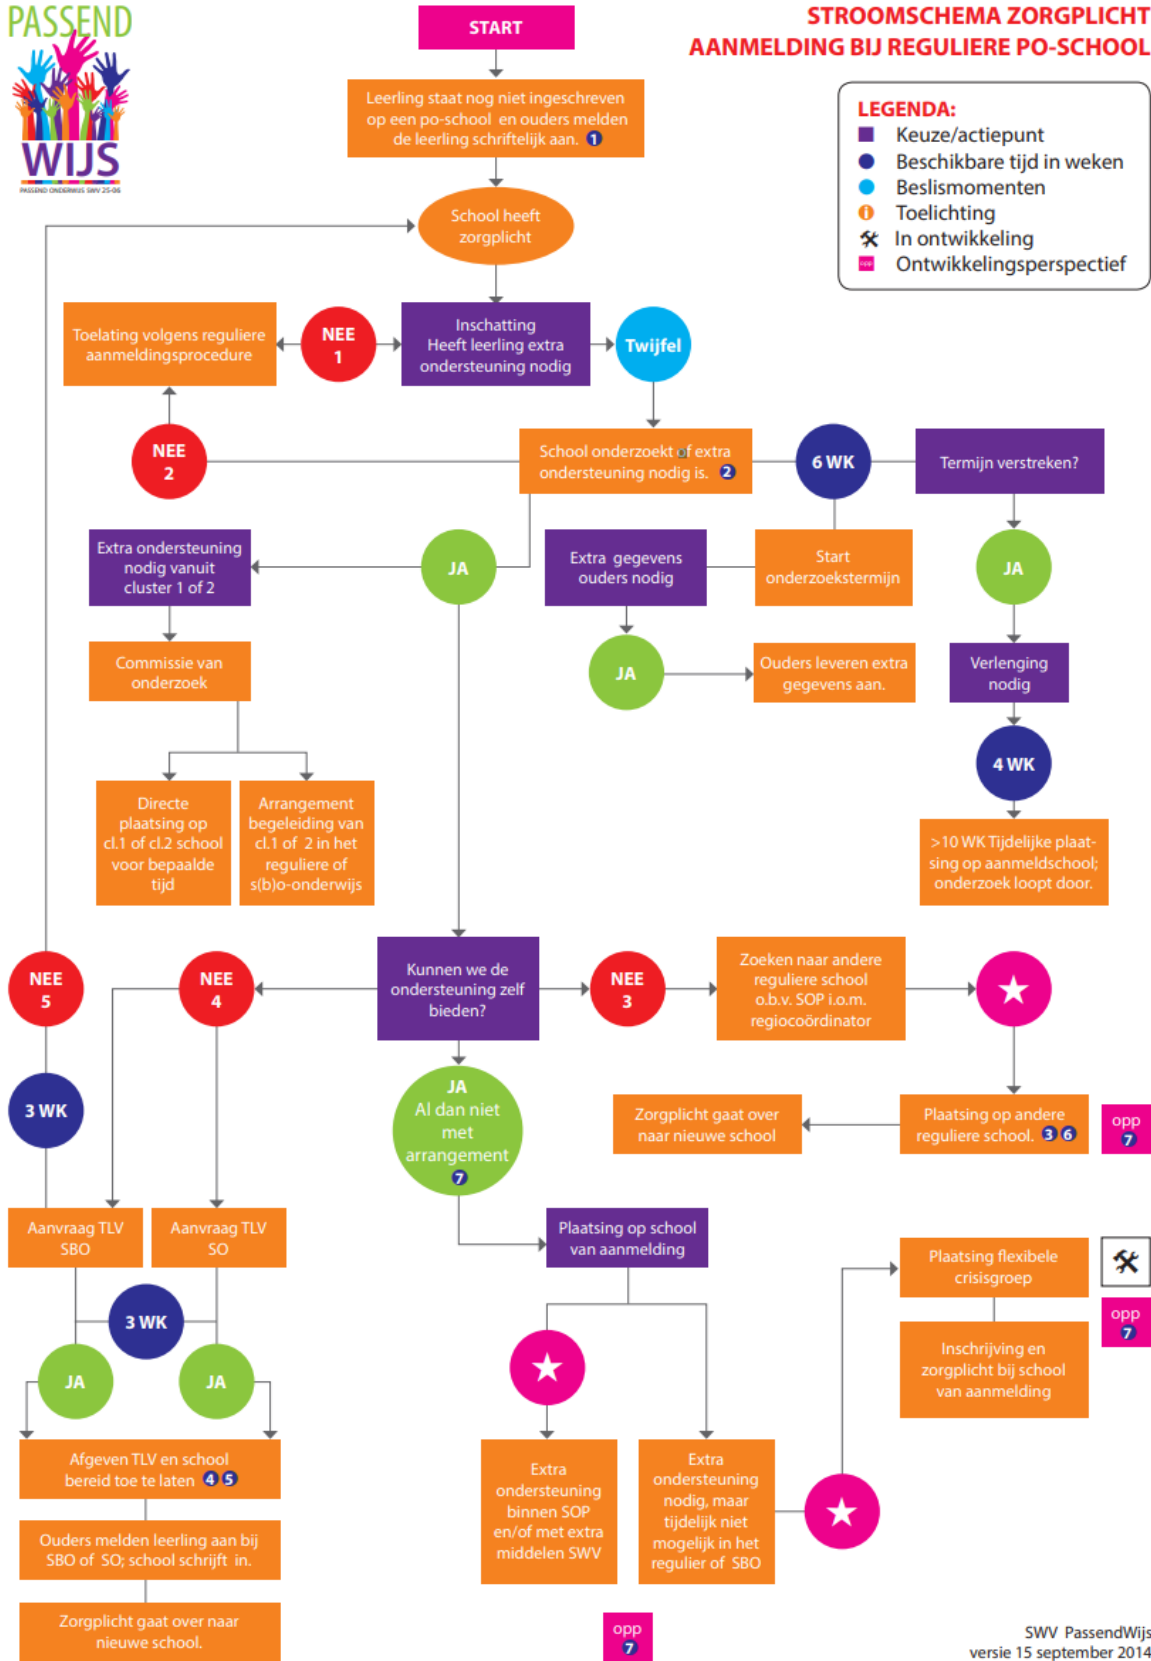 PASSEND
WIJS
PASSEND ONDERWIJS SWV 25-06
STROOMSCHEMA ZORGPLICHT
AANMELDING BIJ REGULIERE PO-SCHOOL
START
Leerling staat nog niet ingeschreven
op een po-school en ouders melden
de leerling schriftelijk aan. 1
LEGENDA:
Keuze/actiepunt
Beschikbare tijd in weken
Beslismomenten
i Toelichting
In ontwikkeling
opp Ontwikkelingsperspectief
School heeft
zorgplicht
Toelating volgens reguliere
aanmeldingsprocedure
NEE
1
Inschatting
Heeft leerling extra
ondersteuning nodig
Twijfel
NEE
2
School onderzoekt of extra
ondersteuning nodig is. 2
6 WK
Termijn verstreken?
Extra ondersteuning
nodig vanuit
cluster 1 of 2
JA
Extra gegevens
ouders nodig
Start
onderzoekstermijn
JA
Commissie van
onderzoek
JA
Ouders leveren extra
gegevens aan.
Verlenging
nodig
4 WK
Directe
plaatsing op
cl.1 of cl.2 school
voor bepaalde
tijd
Arrangement
begeleiding van
cl.1 of 2 in het
reguliere of
s(b)o-onderwijs
>10 WK Tijdelijke plaat-
sing op aanmeldschool;
onderzoek loopt door.
NEE
5
NEE
4
Kunnen we de
ondersteuning zelf
bieden?
NEE
3
Zoeken naar andere
reguliere school
o.b.v. SOP i.o.m.
regiocoördinator
3 WK
JA
Al dan niet
met
arrangement
7
Zorgplicht gaat over
naar nieuwe school
Plaatsing op andere
reguliere school. 3 6
opp
7
Aanvraag TLV
SBO
Aanvraag TLV
SO
Plaatsing op school
van aanmelding
Plaatsing flexibele
crisisgroep
opp
7
3 WK
Inschrijving en
zorgplicht bij school
van aanmelding
JA
JA
Afgeven TLV en school
bereid toe te laten 4 5
Extra
ondersteuning
binnen SOP
en/of met extra
middelen SWV
Extra
ondersteuning
nodig, maar
tijdelijk niet
mogelijk in het
regulier of SBO
Ouders melden leerling aan bij
SBO of SO; school schrijft in.
Zorgplicht gaat over naar
nieuwe school.
opp
7
SWV PassendWijs
versie 15 september 2014